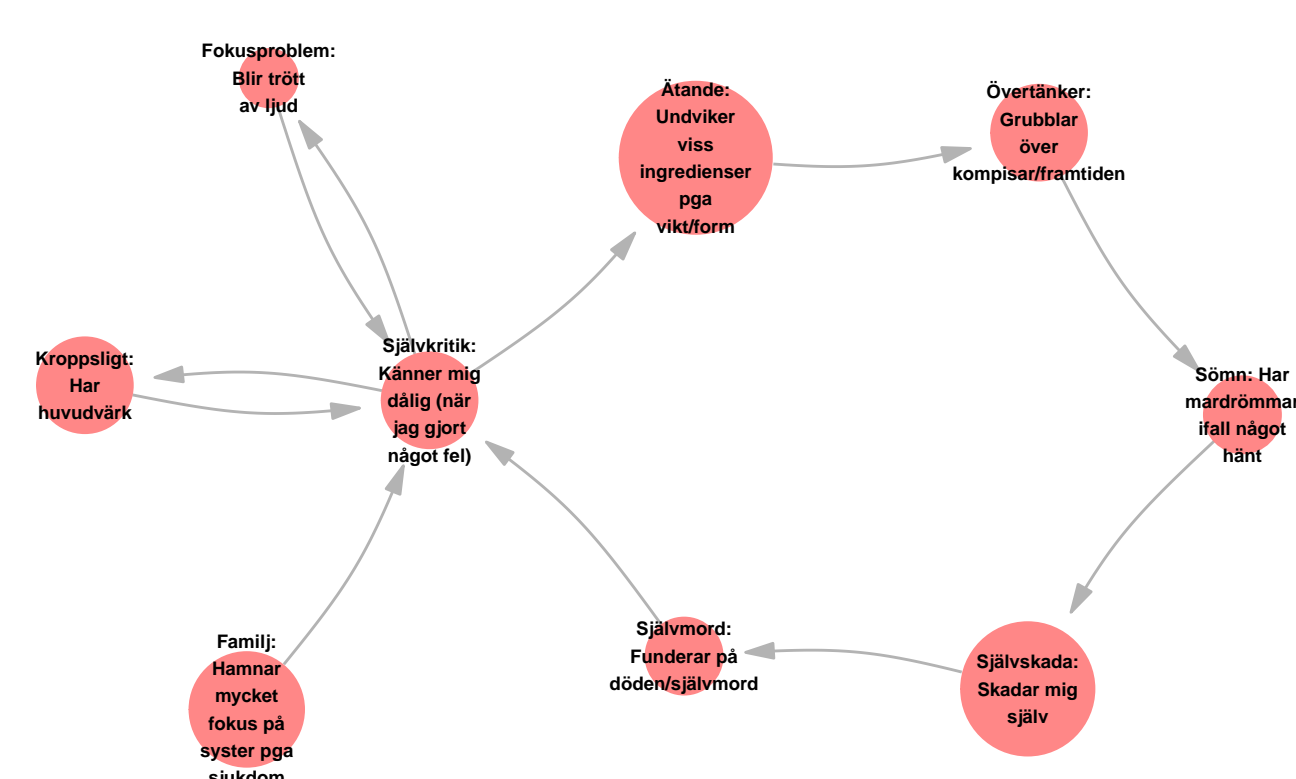 Fokusproblem:
Blir trött
av ljud
Ätande:
Undviker
viss
ingredienser
pga
vikt/form
Övertänker:
Grubblar
över
kompisar/framtiden
Självkritik:
Känner mig
dålig (när
jag gjort
något fel)
Kroppsligt:
Har
huvudvärk
Sömn: Har
mardrömmar
ifall något
hänt
Familj:
Hamnar
mycket
fokus på
syster pga
sjukdom
Självmord:
Funderar på
döden/självmord
Självskada:
Skadar mig
själv